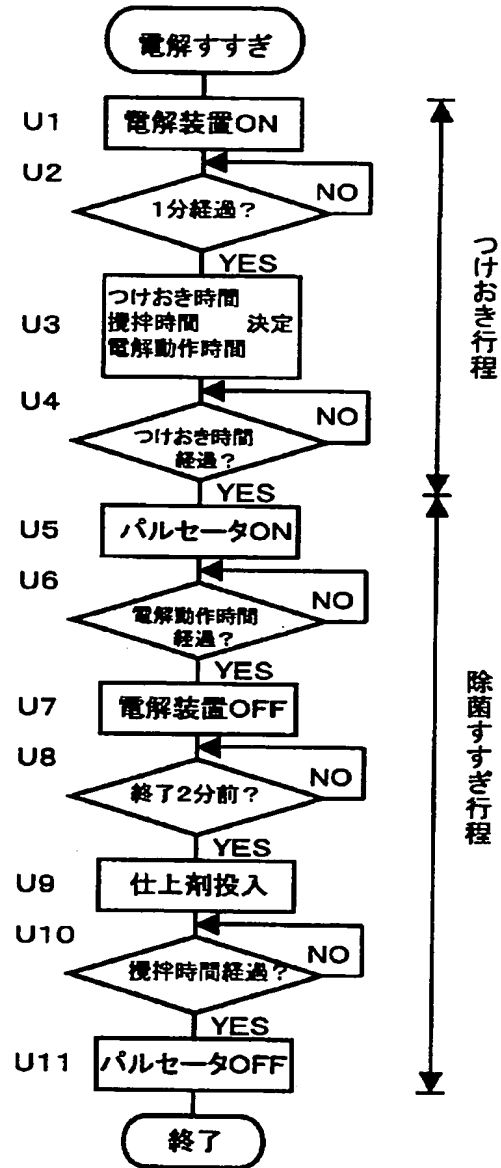 電解すすぎ
U1
電解装置ON
U2
1分経過?
NO
YES
U3
つけおき時間
攪拌時間 決定
電解動作時間
U4
つけおき時間
経過?
NO
YES
つけおき行程
U5
パルセータON
U6
電解動作時間
経過?
NO
YES
U7
電解装置OFF
U8
終了2分前?
NO
YES
U9
仕上剤投入
U10
攪拌時間経過?
NO
YES
U11
パルセータOFF
除菌すすぎ行程
終了